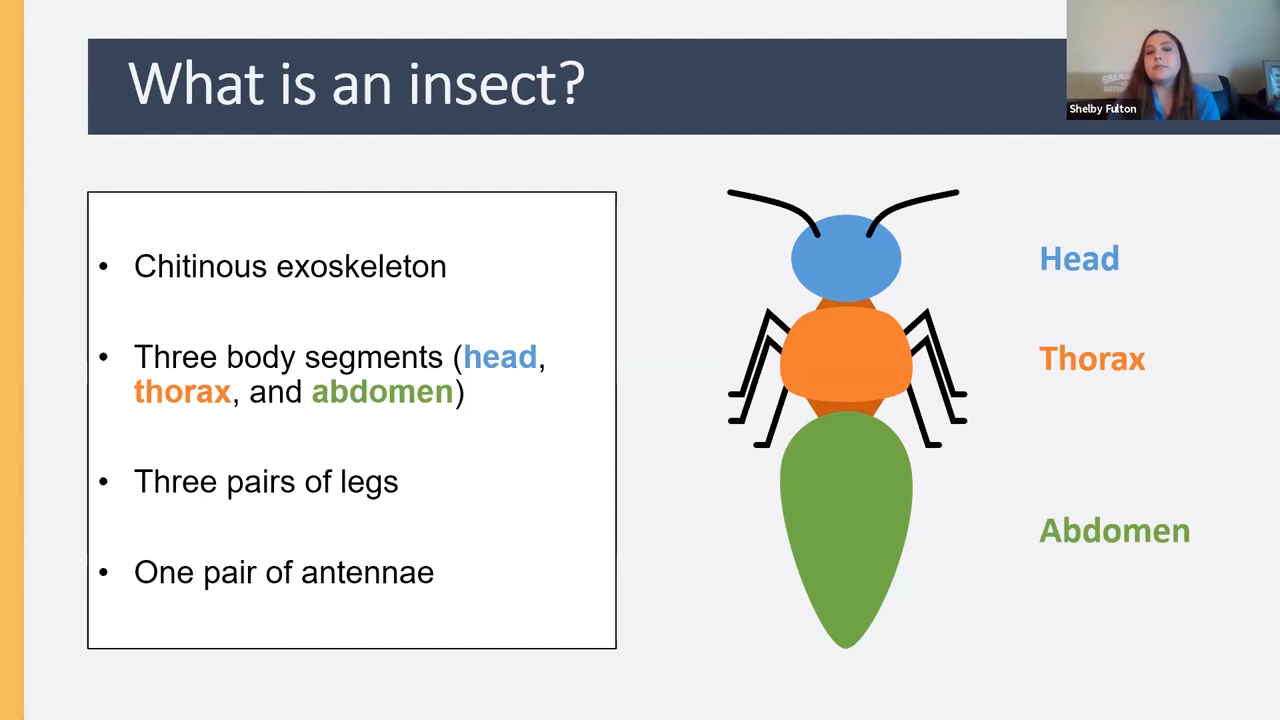 What is an insect?
Shelby Fulton
• Chitinous exoskeleton
• Three body segments (head,
thorax, and abdomen)
• Three pairs of legs
• One pair of antennae
Head
Thorax
Abdomen